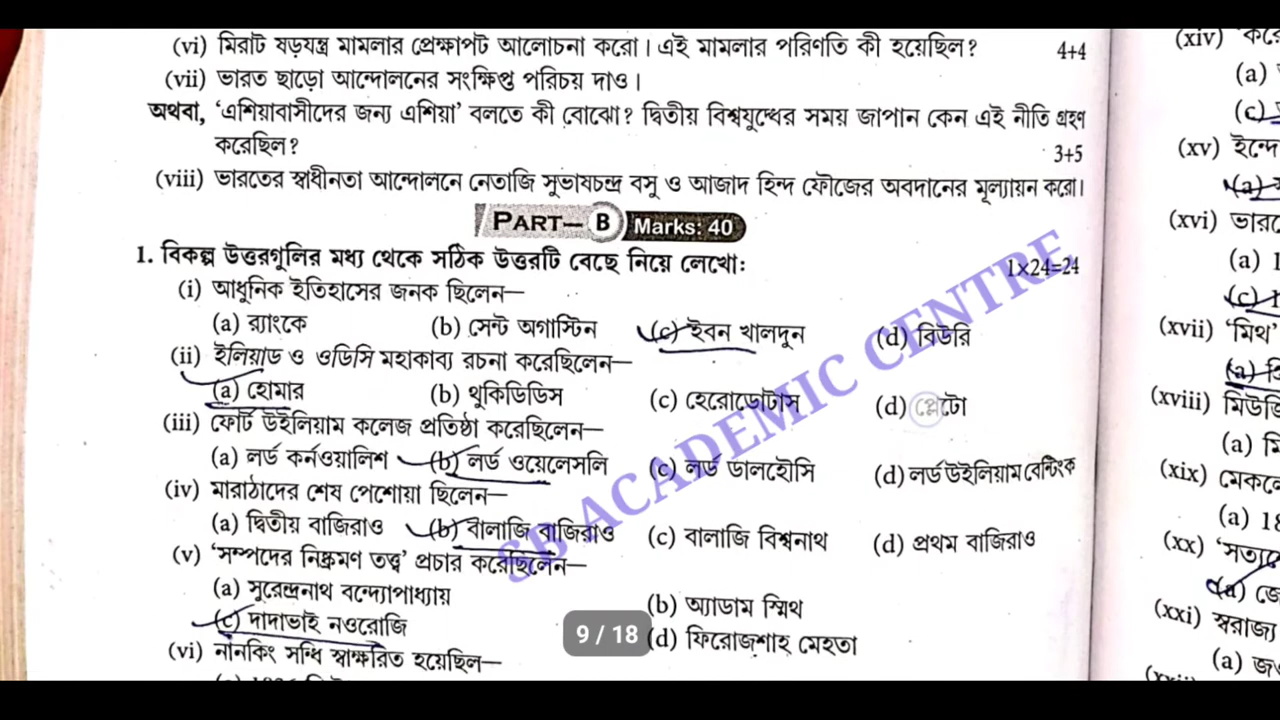 (vi) মিরাট ষড়যন্ত্র মামলার প্রেক্ষাপট আলোচনা করো। এই মামলার পরিণতি কী হয়েছিল? 4+4
(vii) ভারত ছাড়ো আন্দোলনের সংক্ষিপ্ত পরিচয় দাও।
অথবা, ‘এশিয়াবাসীদের জন্য এশিয়া’ বলতে কী বোঝো? দ্বিতীয় বিশ্বযুদ্ধের সময় জাপান কেন এই নীতি গ্রহণ
করেছিল? 3+5
(viii) ভারতের স্বাধীনতা আন্দোলনে নেতাজি সুভাষচন্দ্র বসু ও আজাদ হিন্দ ফৌজের অবদানের মূল্যায়ন করো।
PART— B Marks: 40
1. বিকল্প উত্তরগুলির মধ্য থেকে সঠিক উত্তরটি বেছে নিয়ে লেখো: 1×24=24
(i) আধুনিক ইতিহাসের জনক ছিলেন—
(a) র‍্যাংকে (b) সেন্ট অগাস্টিন (c) ইবন খালদুন (d) বিউরি
(ii) ইলিয়াড ও ওডিসি মহাকাব্য রচনা করেছিলেন—
(a) হোমার (b) থুকিডিডিস (c) হেরোডোটাস (d) প্লেটো
(iii) ফোর্ট উইলিয়াম কলেজ প্রতিষ্ঠা করেছিলেন—
(a) লর্ড কর্নওয়ালিশ (b) লর্ড ওয়েলেসলি (c) লর্ড ডালহৌসি (d) লর্ড উইলিয়াম বেন্টিংক
(iv) মারাঠাদের শেষ পেশোয়া ছিলেন—
(a) দ্বিতীয় বাজিরাও (b) বালাজি বাজিরাও (c) বালাজি বিশ্বনাথ (d) প্রথম বাজিরাও
(v) ‘সম্পদের নিষ্ক্রমণ তত্ত্ব’ প্রচার করেছিলেন—
(a) সুরেন্দ্রনাথ বন্দ্যোপাধ্যায় (b) অ্যাডাম স্মিথ
(c) দাদাভাই নওরোজি (d) ফিরোজশাহ মেহতা
(vi) নানকিং সন্ধি স্বাক্ষরিত হয়েছিল—
SB ACADEMIC CENTRE
9 / 18
(xiv)
(a)
(c)
(xv)
(a)
(xvi)
(a) 1
(c) 1
(xvii) ‘মিথ’
(a)
(xviii)
(a)
(xix)
(a) 18
(xx)
(a)
(xxi) স্বরাজ্য
(a)